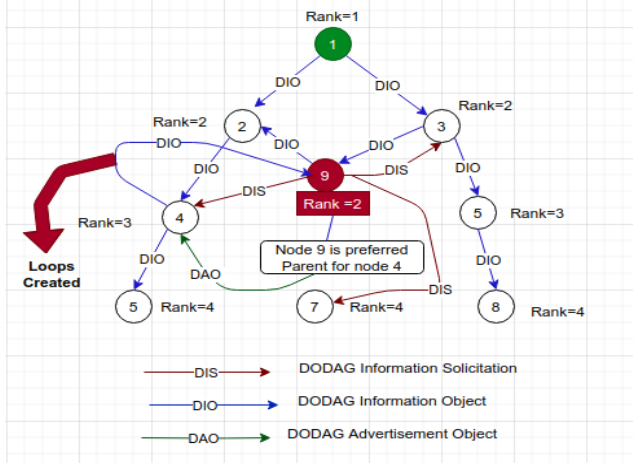 Rank=1
1
DIO
DIO
Rank=2
Rank=2
2
3
DIO
DIO
DIO
DIO
DIS
DIO
9
DIS
Rank =2
Rank=3
4
5
Rank=3
Node 9 is preferred
Parent for node 4
Loops
Created
DIO
DAO
DIO
DIS
5
Rank=4
7
Rank=4
8
Rank=4
DIS
DODAG Information Solicitation
DIO
DODAG Information Object
DAO
DODAG Advertisement Object